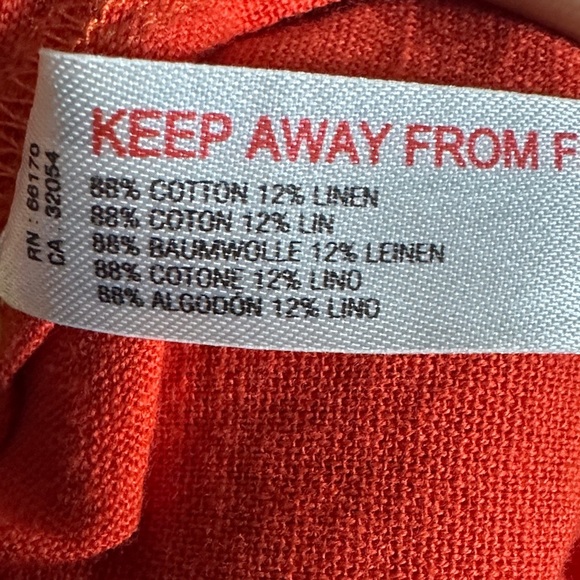 KEEP AWAY FROM F
88% COTTON 12% LINEN
88% COTON 12% LIN
88% BAUMWOLLE 12% LEINEN
88% COTONE 12% LINO
88% ALGODÓN 12% LINO
RN : 66170
CA : 32054